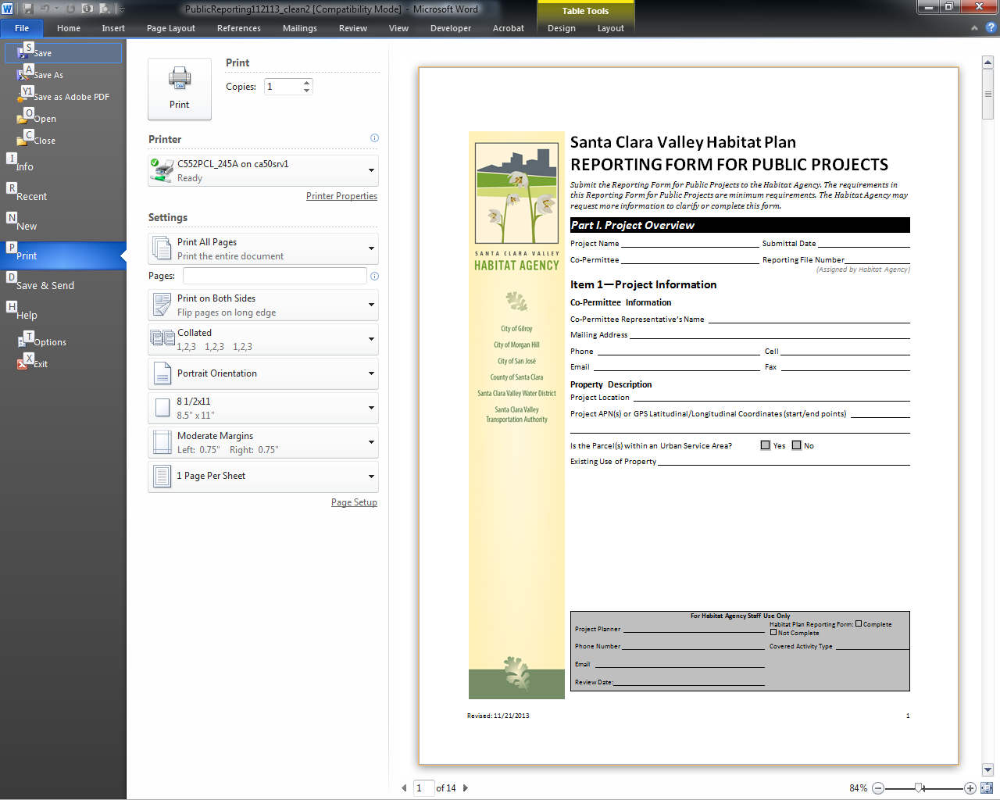 PublicReporting112113_clean2 [Compatibility Mode] - Microsoft Word
Table Tools
File Home Insert Page Layout References Mailings Review View Developer Acrobat Design Layout
S Save
A Save As
Y1 Save as Adobe PDF
O Open
C Close
I Info
R Recent
N New
P Print
D Save & Send
H Help
T Options
X Exit
Print
Print
Copies: 1
Printer
C552PCL_245A on ca50srv1
Ready
Printer Properties
Settings
Print All Pages
Print the entire document
Pages:
Print on Both Sides
Flip pages on long edge
Collated
1,2,3 1,2,3 1,2,3
Portrait Orientation
8 1/2x11
8.5" x 11"
Moderate Margins
Left: 0.75" Right: 0.75"
1 Page Per Sheet
Page Setup
SANTA CLARA VALLEY
HABITAT AGENCY
City of Gilroy
City of Morgan Hill
City of San José
County of Santa Clara
Santa Clara Valley Water District
Santa Clara Valley
Transportation Authority
Santa Clara Valley Habitat Plan
REPORTING FORM FOR PUBLIC PROJECTS
Submit the Reporting Form for Public Projects to the Habitat Agency. The requirements in
this Reporting Form for Public Projects are minimum requirements. The Habitat Agency may
request more information to clarify or complete this form.
Part I. Project Overview
Project Name Submittal Date
Co-Permittee Reporting File Number
(Assigned by Habitat Agency)
Item 1—Project Information
Co-Permittee Information
Co-Permittee Representative's Name
Mailing Address
Phone Cell
Email Fax
Property Description
Project Location
Project APN(s) or GPS Latitudinal/Longitudinal Coordinates (start/end points)
Is the Parcel(s) within an Urban Service Area? Yes No
Existing Use of Property
For Habitat Agency Staff Use Only
Project Planner Habitat Plan Reporting Form: Complete
Not Complete
Phone Number Covered Activity Type
Email
Review Date:
Revised: 11/21/2013 1
1 of 14
84%